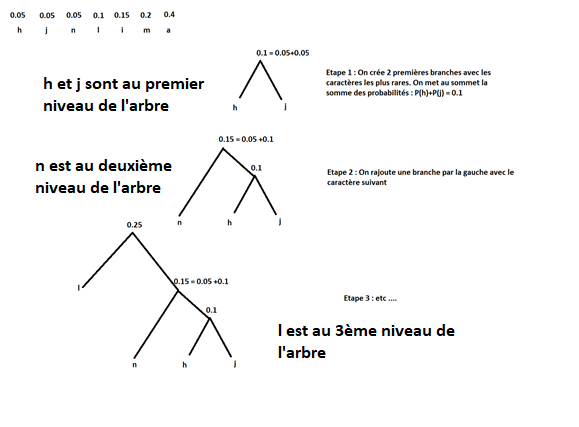 0.05 0.05 0.05 0.1 0.15 0.2 0.4
h j n l i m a
0.1 = 0.05+0.05
h et j sont au premier
niveau de l'arbre
h j
Etape 1 : On crée 2 premières branches avec les
caractères les plus rares. On met au sommet la
somme des probabilités : P(h)+P(j) = 0.1
0.15 = 0.05 +0.1
n est au deuxième
niveau de l'arbre
0.1
n h j
Etape 2 : On rajoute une branche par la gauche avec le
caractère suivant
0.25
l
0.15 = 0.05 +0.1
0.1
n h j
Etape 3 : etc ....
l est au 3ème niveau de
l'arbre